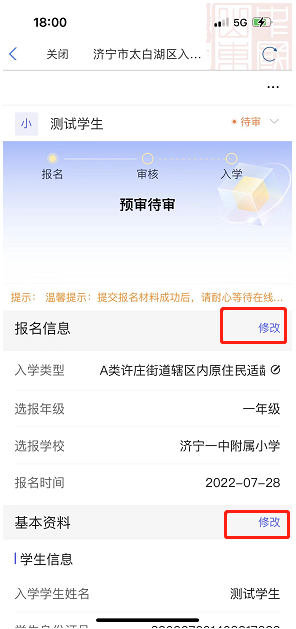 18:00
5G
关闭
济宁市太白湖区入...
小
测试学生
待审
报名
审核
入学
预审待审
提示： 温馨提示：提交报名材料成功后，请耐心等待在线...
报名信息
修改
入学类型
A类许庄街道辖区内原住民适龄
选报年级
一年级
选报学校
济宁一中附属小学
报名时间
2022-07-28
基本资料
修改
学生信息
入学学生姓名
测试学生